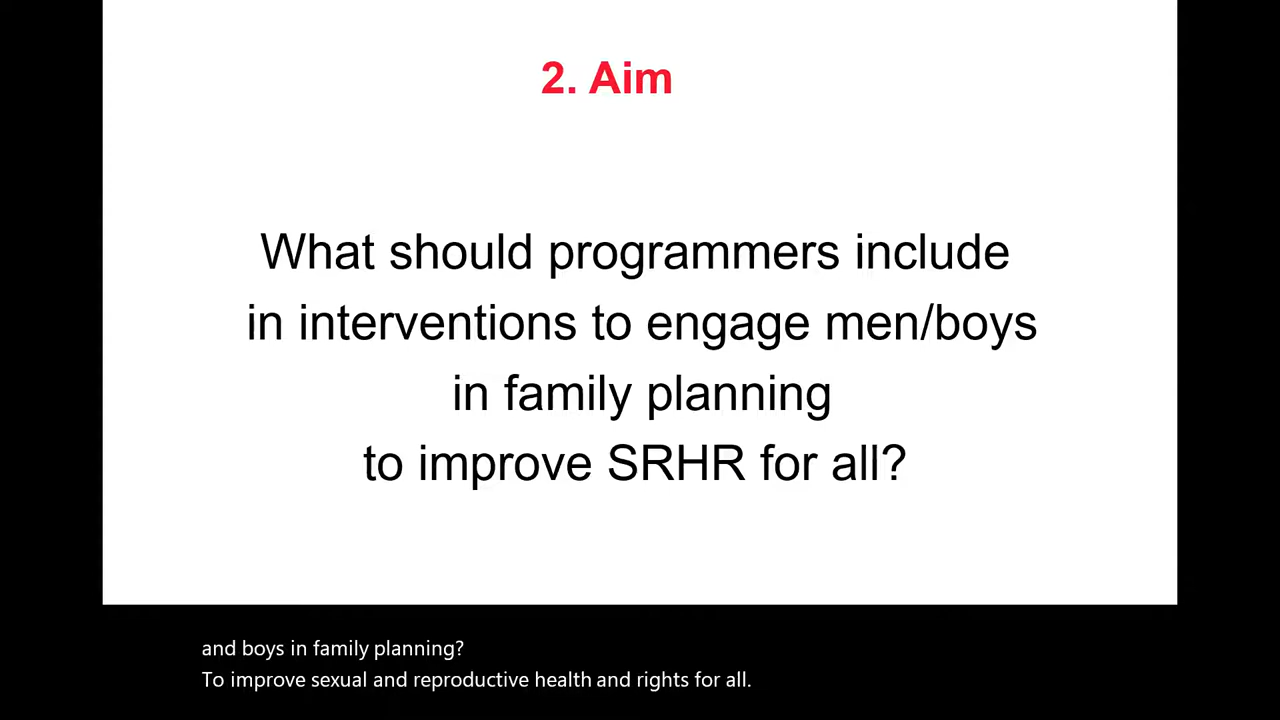 2. Aim
What should programmers include
in interventions to engage men/boys
in family planning
to improve SRHR for all?
and boys in family planning?
To improve sexual and reproductive health and rights for all.